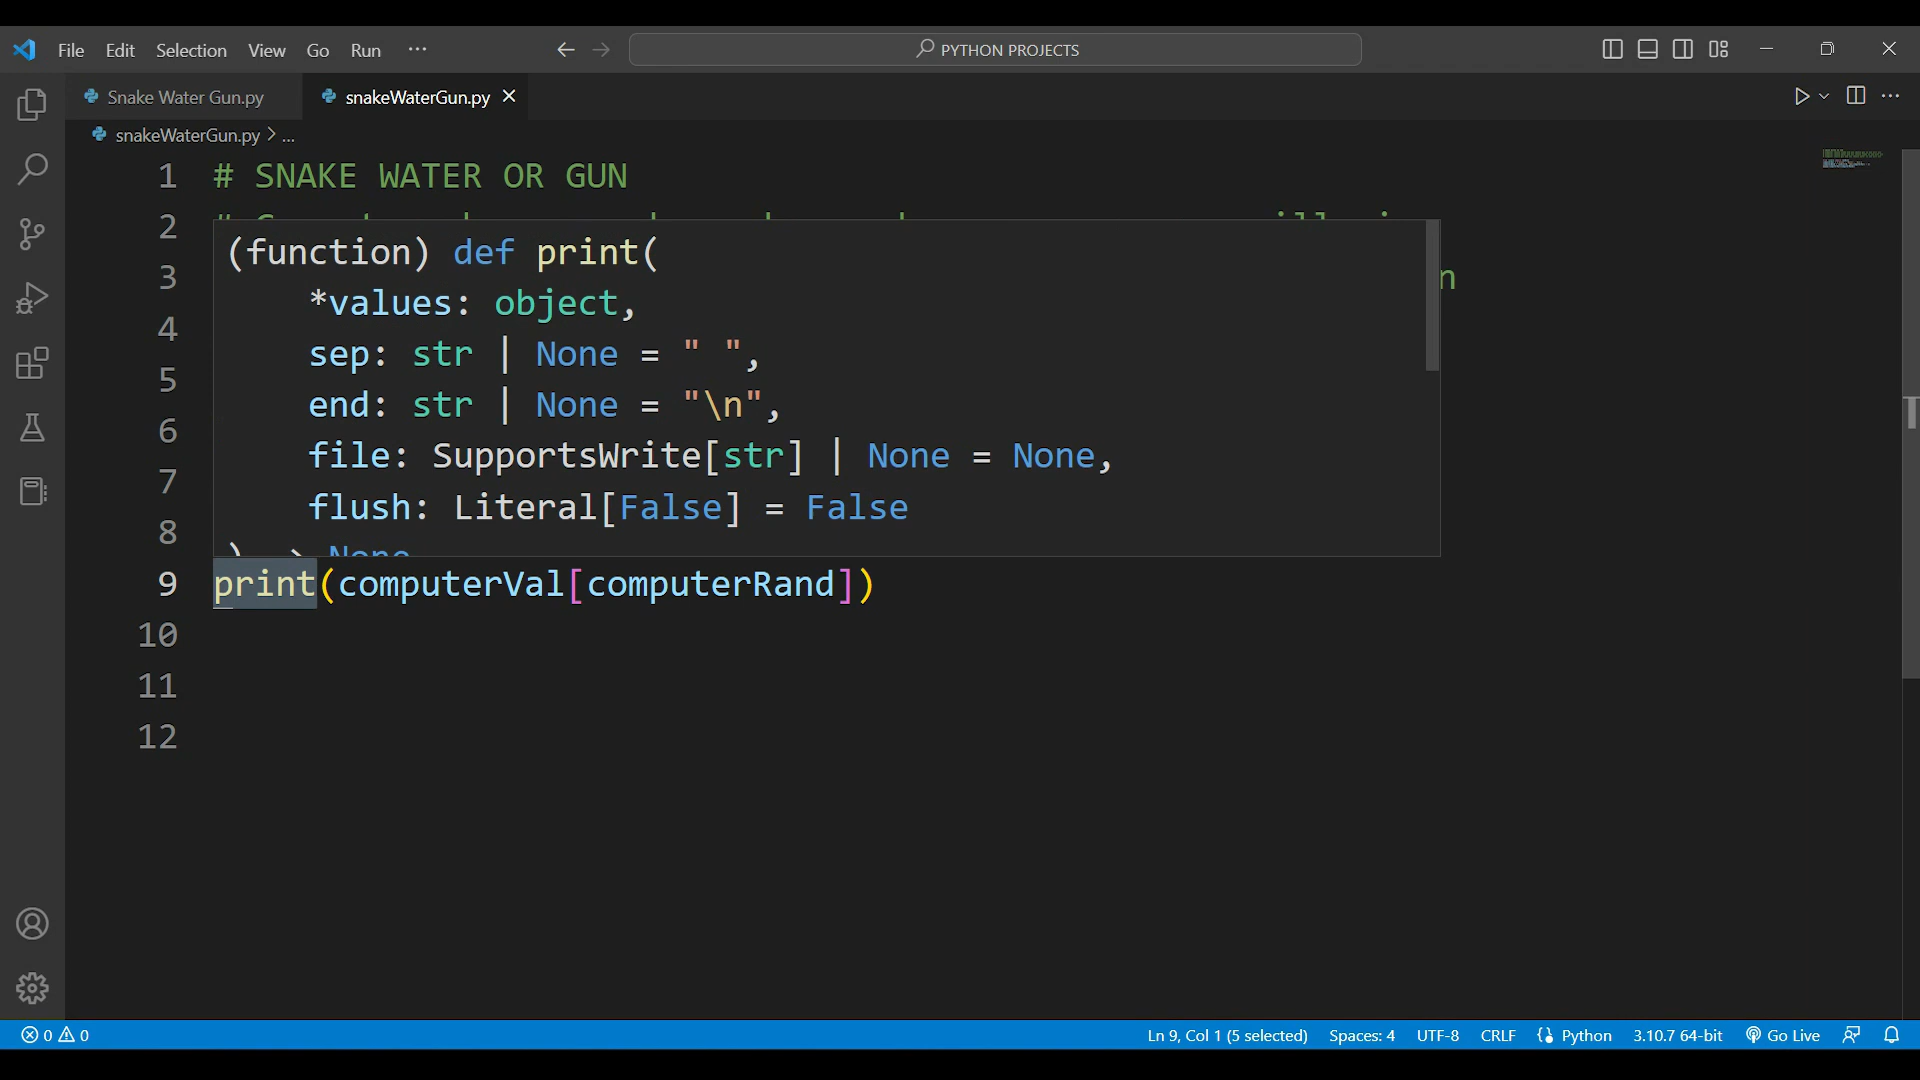 File Edit Selection View Go Run ... PYTHON PROJECTS
Snake Water Gun.py snakeWaterGun.py
snakeWaterGun.py > ...
1 # SNAKE WATER OR GUN
2
(function) def print(
3 n
*values: object,
4
sep: str | None = " ",
5
end: str | None = "\n",
6
file: SupportsWrite[str] | None = None,
7
flush: Literal[False] = False
8
) -> None
9 print(computerVal[computerRand])
10
11
12
0 0 Ln 9, Col 1 (5 selected) Spaces: 4 UTF-8 CRLF Python 3.10.7 64-bit Go Live